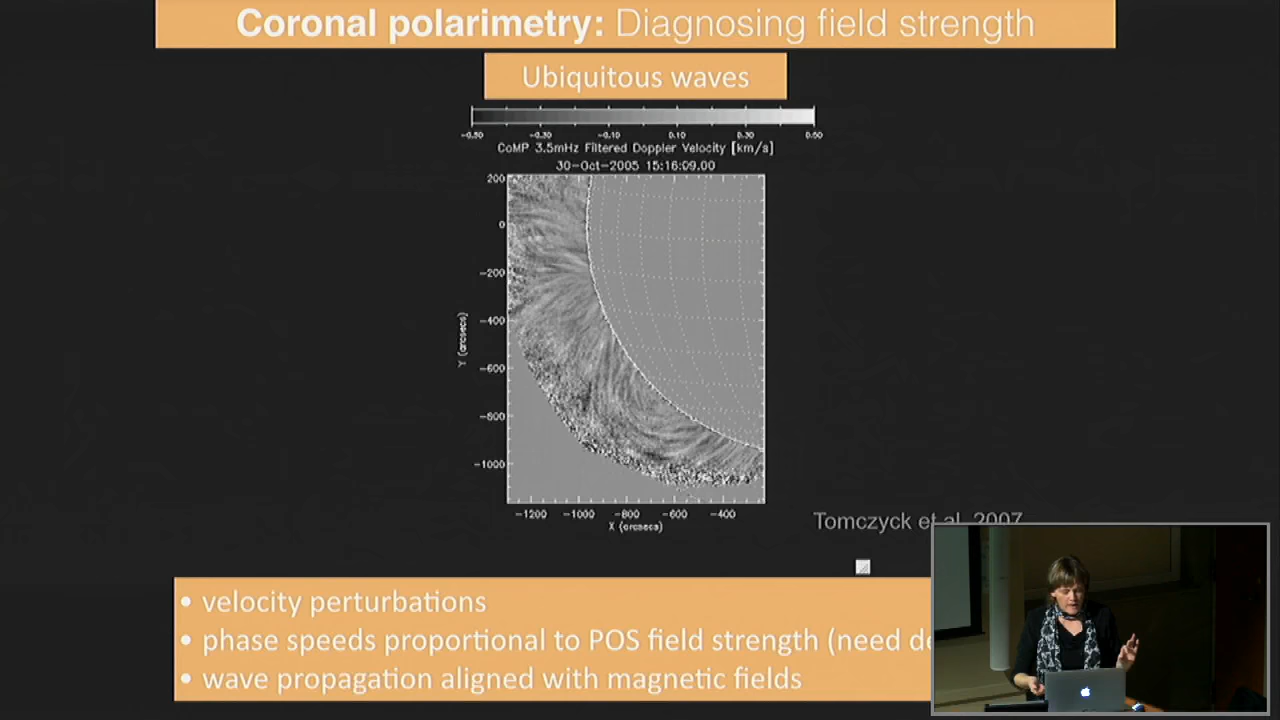 Coronal polarimetry: Diagnosing field strength
Ubiquitous waves
-0.50 -0.30 -0.10 0.10 0.30 0.50
CoMP 3.5mHz Filtered Doppler Velocity [km/s]
30-Oct-2005 15:16:09.00
200
0
-200
-400
-600
-800
-1000
Y (arcsecs)
-1200 -1000 -800 -600 -400
X (arcsecs)
Tomczyck et al. 2007
• velocity perturbations
• phase speeds proportional to POS field strength (need
• wave propagation aligned with magnetic fields